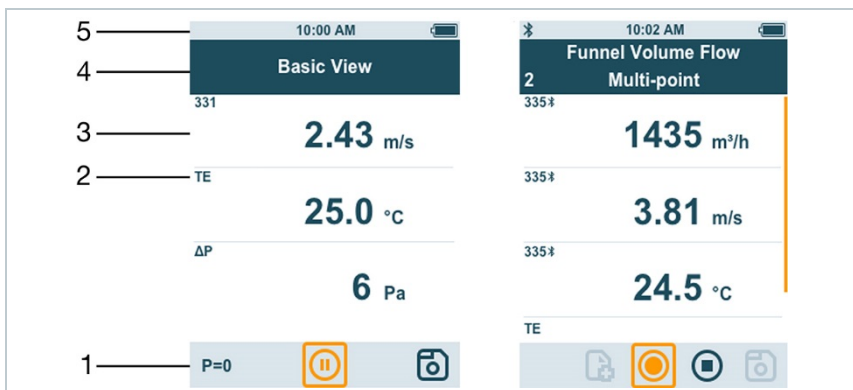 5
10:00 AM
4
Basic View
331
3
2.43 m/s
2
TE
25.0 °C
ΔP
6 Pa
1
P=0
10:02 AM
Funnel Volume Flow
2 Multi-point
335
1435 m³/h
335
3.81 m/s
335
24.5 °C
TE